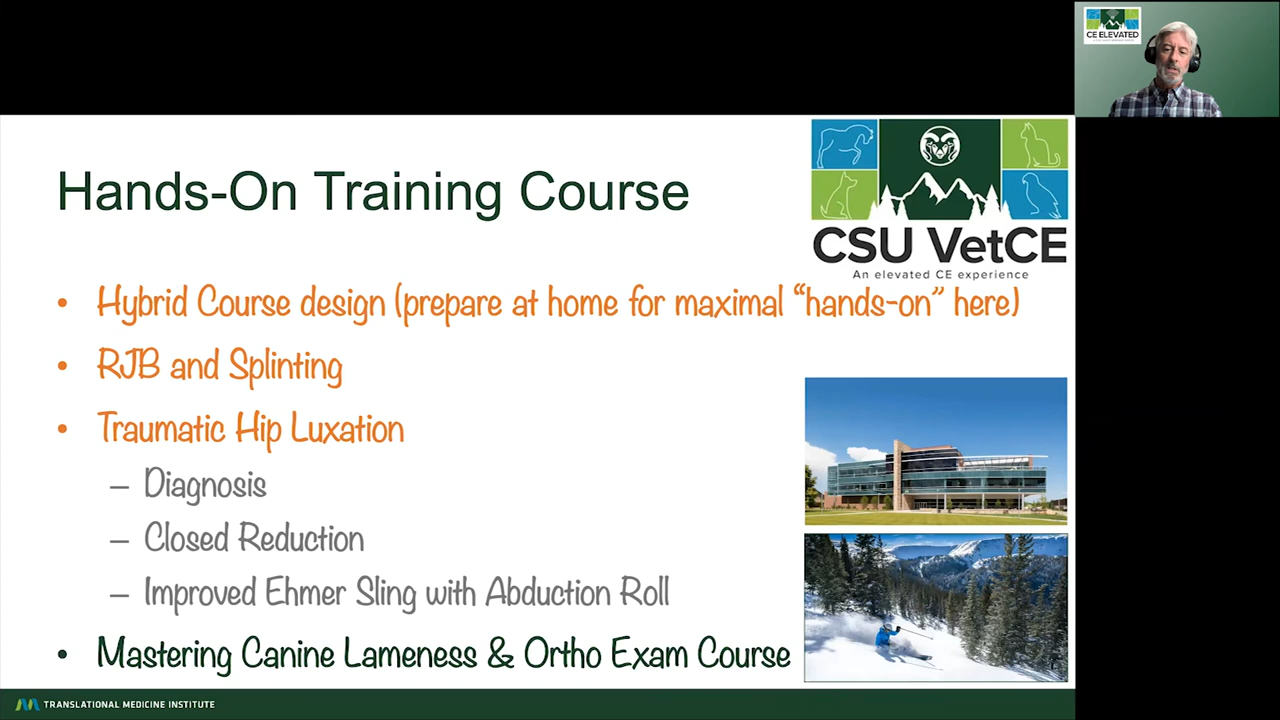 CE ELEVATED
Hands-On Training Course
CSU VetCE
An elevated CE experience
• Hybrid Course design (prepare at home for maximal “hands-on” here)
• RJB and Splinting
• Traumatic Hip Luxation
– Diagnosis
– Closed Reduction
– Improved Ehmer Sling with Abduction Roll
• Mastering Canine Lameness & Ortho Exam Course
TRANSLATIONAL MEDICINE INSTITUTE